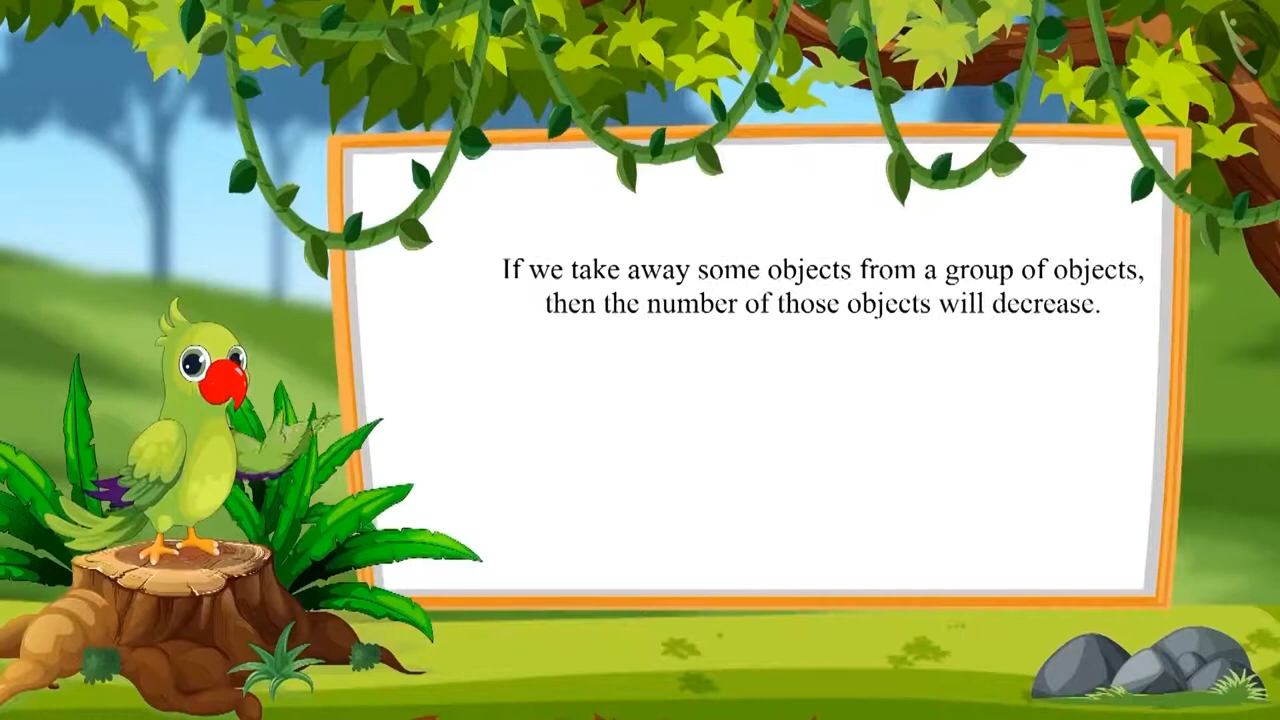 If we take away some objects from a group of objects,
then the number of those objects will decrease.